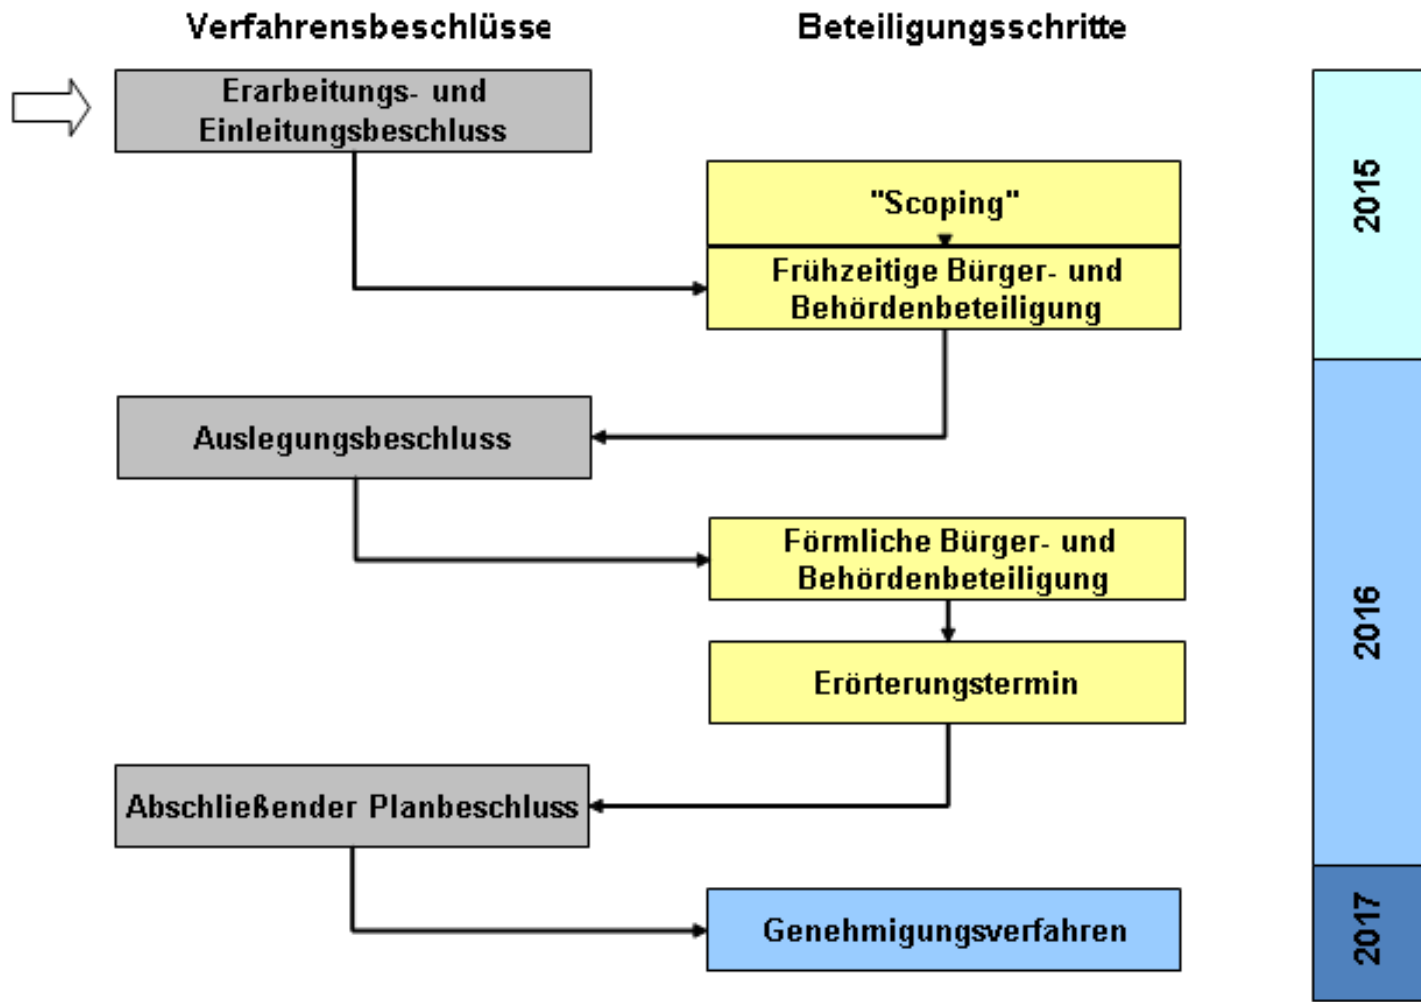 Verfahrensbeschlüsse
Beteiligungsschritte
Erarbeitungs- und
Einleitungsbeschluss
"Scoping"
Frühzeitige Bürger- und
Behördenbeteiligung
2015
Auslegungsbeschluss
Förmliche Bürger- und
Behördenbeteiligung
Erörterungstermin
2016
Abschließender Planbeschluss
Genehmigungsverfahren
2017